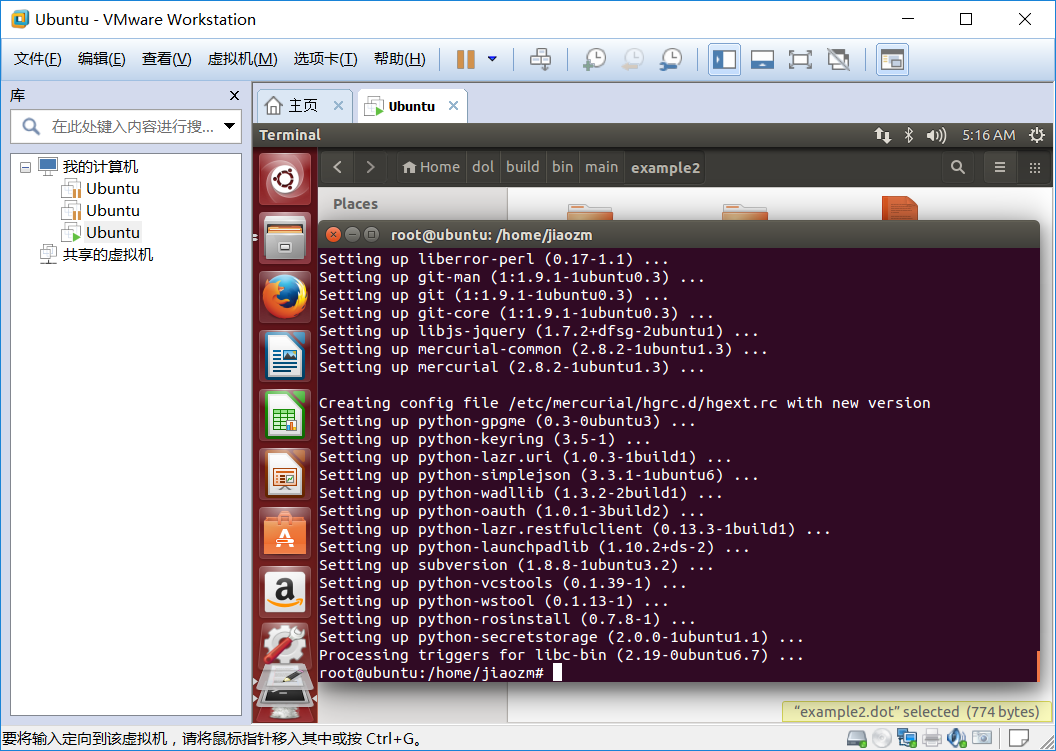 Ubuntu - VMware Workstation
文件(F) 编辑(E) 查看(V) 虚拟机(M) 选项卡(T) 帮助(H)
库
在此处键入内容进行搜...
我的计算机
Ubuntu
Ubuntu
Ubuntu
共享的虚拟机
主页 Ubuntu
Terminal 5:16 AM
Home dol build bin main example2
Places
root@ubuntu: /home/jiaozm
Setting up liberror-perl (0.17-1.1) ...
Setting up git-man (1:1.9.1-1ubuntu0.3) ...
Setting up git (1:1.9.1-1ubuntu0.3) ...
Setting up git-core (1:1.9.1-1ubuntu0.3) ...
Setting up libjs-jquery (1.7.2+dfsg-2ubuntu1) ...
Setting up mercurial-common (2.8.2-1ubuntu1.3) ...
Setting up mercurial (2.8.2-1ubuntu1.3) ...
Creating config file /etc/mercurial/hgrc.d/hgext.rc with new version
Setting up python-gpgme (0.3-0ubuntu3) ...
Setting up python-keyring (3.5-1) ...
Setting up python-lazr.uri (1.0.3-1build1) ...
Setting up python-simplejson (3.3.1-1ubuntu6) ...
Setting up python-wadllib (1.3.2-2build1) ...
Setting up python-oauth (1.0.1-3build2) ...
Setting up python-lazr.restfulclient (0.13.3-1build1) ...
Setting up python-launchpadlib (1.10.2+ds-2) ...
Setting up subversion (1.8.8-1ubuntu3.2) ...
Setting up python-vcstools (0.1.39-1) ...
Setting up python-wstool (0.1.13-1) ...
Setting up python-rosinstall (0.7.8-1) ...
Setting up python-secretstorage (2.0.0-1ubuntu1.1) ...
Processing triggers for libc-bin (2.19-0ubuntu6.7) ...
root@ubuntu:/home/jiaozm#
“example2.dot” selected (774 bytes)
要将输入定向到该虚拟机，请将鼠标指针移入其中或按 Ctrl+G。